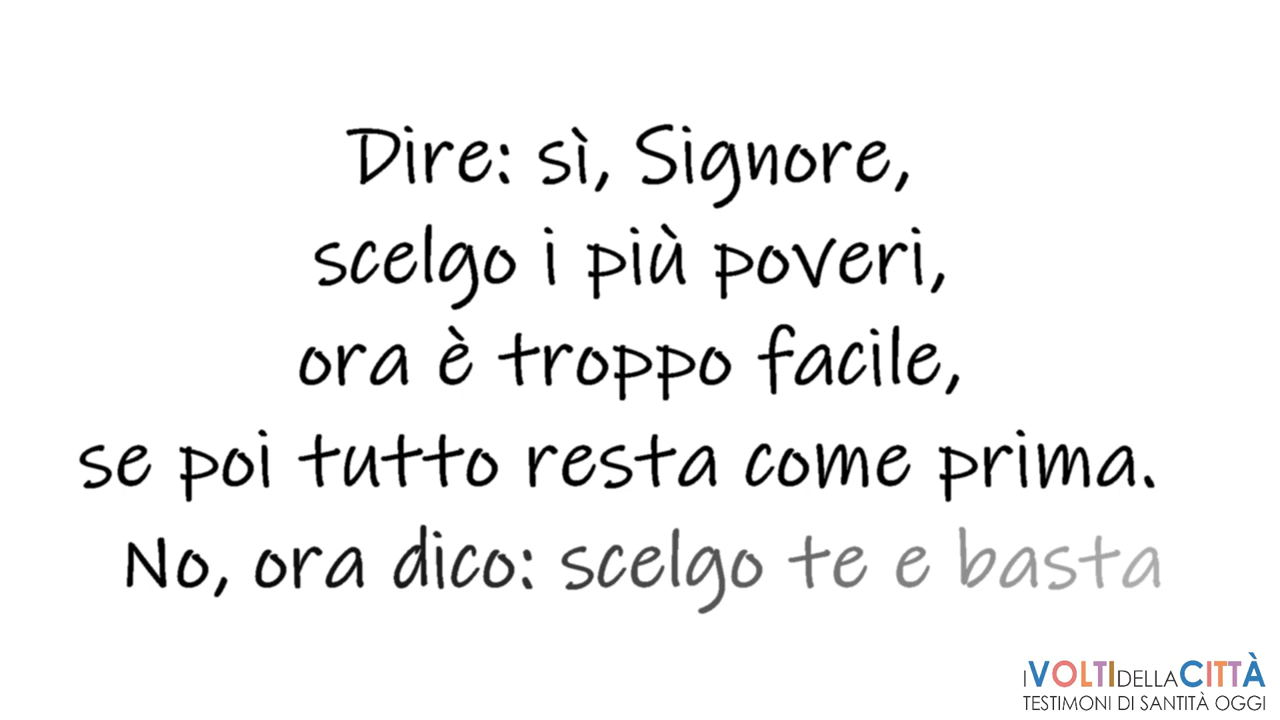 Dire: sì, Signore,
scelgo i più poveri,
ora è troppo facile,
se poi tutto resta come prima.
No, ora dico: scelgo te e basta
I VOLTI DELLA CITTÀ
TESTIMONI DI SANTITÀ OGGI